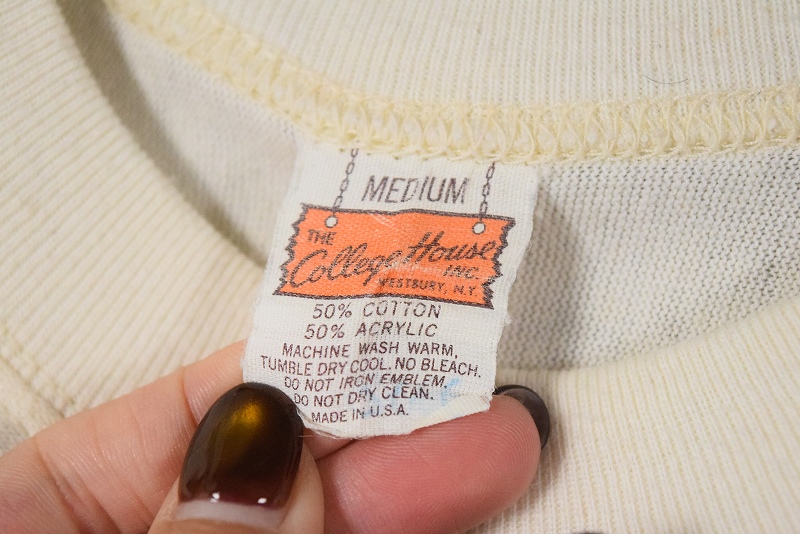 MEDIUM
THE
College House
INC.
WESTBURY, N.Y.
50% COTTON
50% ACRYLIC
MACHINE WASH WARM,
TUMBLE DRY COOL. NO BLEACH.
DO NOT IRON EMBLEM.
DO NOT DRY CLEAN.
MADE IN U.S.A.